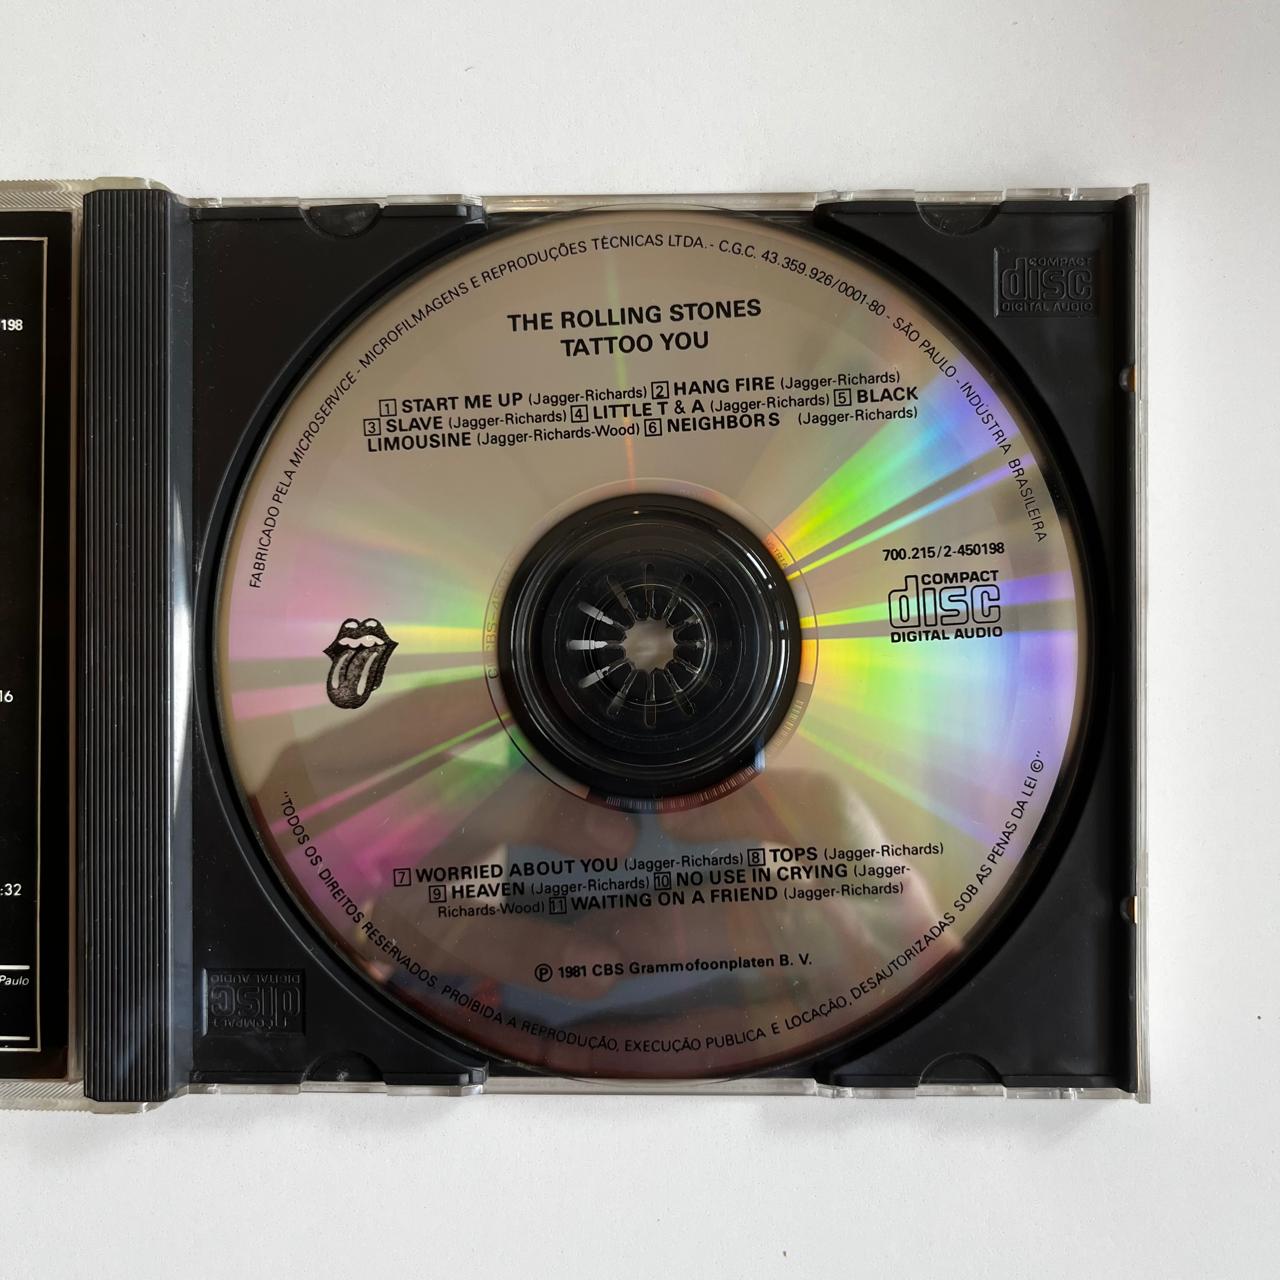 198
16
:32
Paulo
COMPACT
disc
DIGITAL AUDIO
FABRICADO PELA MICROSERVICE - MICROFILMAGENS E REPRODUÇÕES TÉCNICAS LTDA. - C.G.C. 43.359.926/0001-80 - SÃO PAULO - INDÚSTRIA BRASILEIRA
THE ROLLING STONES
TATTOO YOU
1 START ME UP (Jagger-Richards) 2 HANG FIRE (Jagger-Richards)
3 SLAVE (Jagger-Richards) 4 LITTLE T & A (Jagger-Richards) 5 BLACK
LIMOUSINE (Jagger-Richards-Wood) 6 NEIGHBORS (Jagger-Richards)
700.215/2-450198
COMPACT
disc
DIGITAL AUDIO
7 WORRIED ABOUT YOU (Jagger-Richards) 8 TOPS (Jagger-Richards)
9 HEAVEN (Jagger-Richards) 10 NO USE IN CRYING (Jagger-
Richards-Wood) 11 WAITING ON A FRIEND (Jagger-Richards)
℗ 1981 CBS Grammofoonplaten B. V.
"TODOS OS DIREITOS RESERVADOS. PROIBIDA A REPRODUÇÃO, EXECUÇÃO PUBLICA E LOCAÇÃO, DESAUTORIZADAS SOB AS PENAS DA LEI ©"
COMPACT
disc
DIGITAL AUDIO